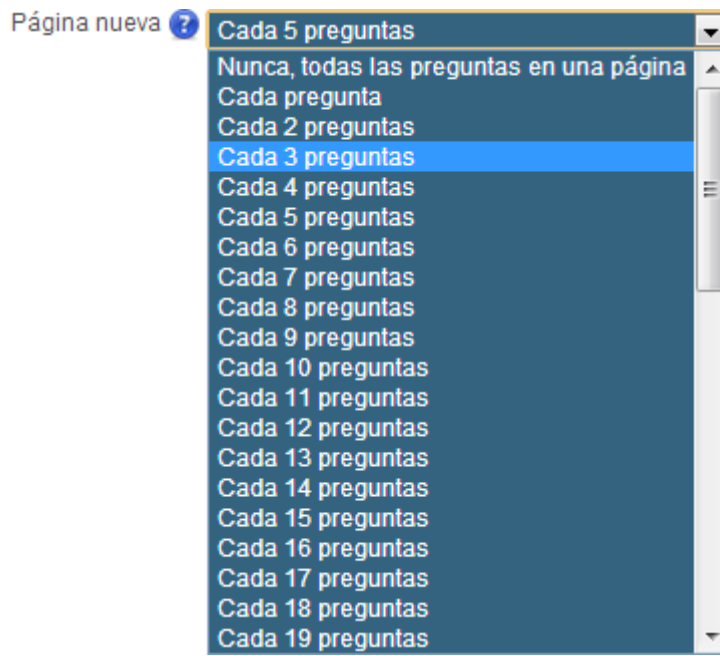 Página nueva ? Cada 5 preguntas
Nunca, todas las preguntas en una página
Cada pregunta
Cada 2 preguntas
Cada 3 preguntas
Cada 4 preguntas
Cada 5 preguntas
Cada 6 preguntas
Cada 7 preguntas
Cada 8 preguntas
Cada 9 preguntas
Cada 10 preguntas
Cada 11 preguntas
Cada 12 preguntas
Cada 13 preguntas
Cada 14 preguntas
Cada 15 preguntas
Cada 16 preguntas
Cada 17 preguntas
Cada 18 preguntas
Cada 19 preguntas